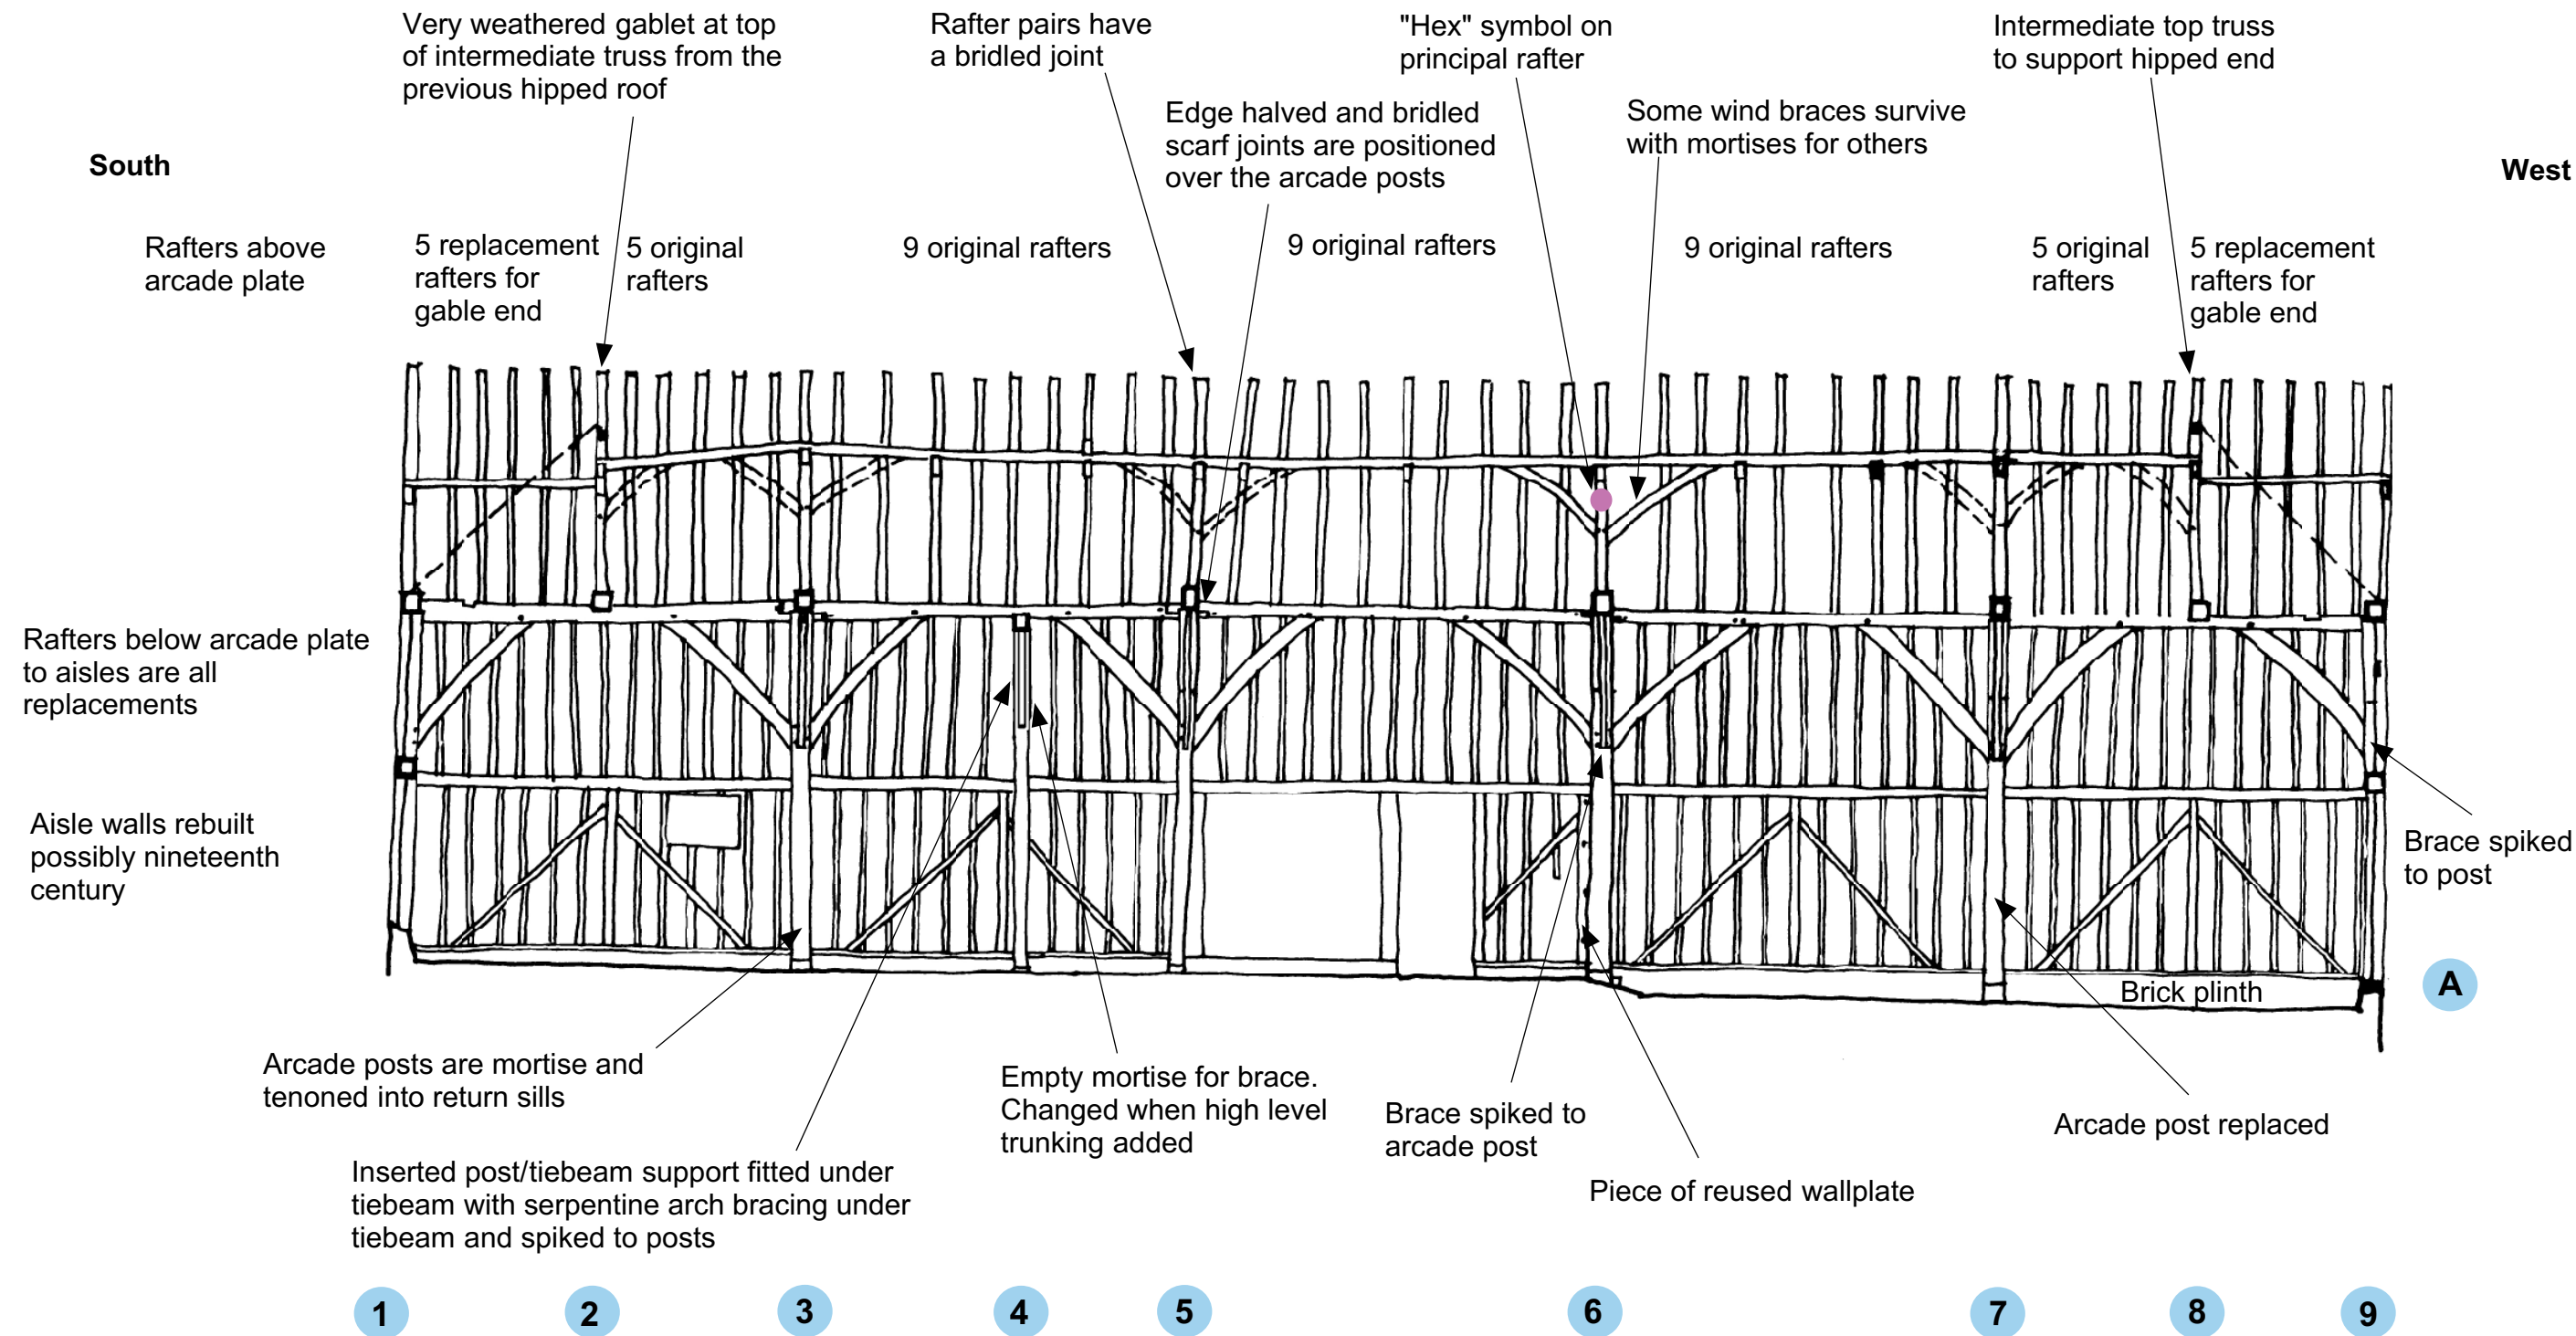 Very weathered gablet at top
of intermediate truss from the
previous hipped roof
Rafter pairs have
a bridled joint
"Hex" symbol on
principal rafter
Intermediate top truss
to support hipped end
Edge halved and bridled
scarf joints are positioned
over the arcade posts
Some wind braces survive
with mortises for others
South
West
Rafters above
arcade plate
5 replacement
rafters for
gable end
5 original
rafters
9 original rafters
9 original rafters
9 original rafters
5 original
rafters
5 replacement
rafters for
gable end
Rafters below arcade plate
to aisles are all
replacements
Aisle walls rebuilt
possibly nineteenth
century
Brace spiked
to post
A
Brick plinth
Arcade posts are mortise and
tenoned into return sills
Empty mortise for brace.
Changed when high level
trunking added
Brace spiked to
arcade post
Arcade post replaced
Inserted post/tiebeam support fitted under
tiebeam with serpentine arch bracing under
tiebeam and spiked to posts
Piece of reused wallplate
1 2 3 4 5 6 7 8 9